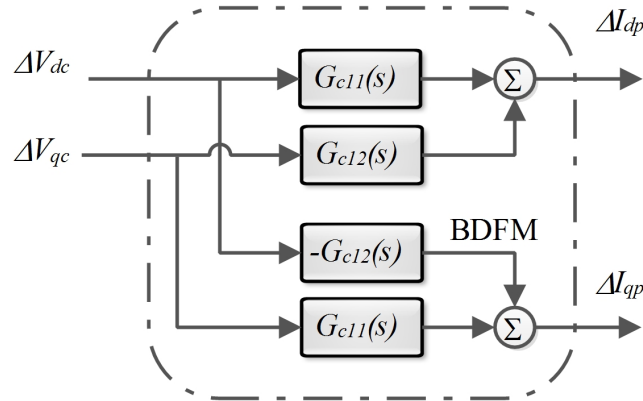 ΔV_dc
G_c11(s)
Σ
ΔI_dp
ΔV_qc
G_c12(s)
-G_c12(s)
BDFM
G_c11(s)
Σ
ΔI_qp